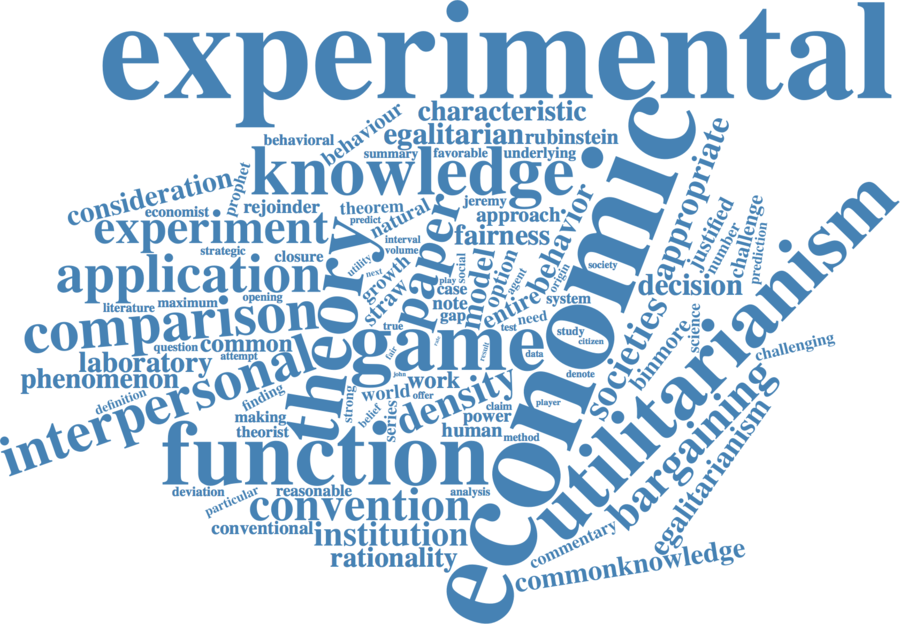 experimental
characteristic
behavioral
behaviour
egalitarian
rubinstein
summary
favorable
underlying
knowledge
economic
appropriate
consideration
prophet
economist
rejoinder
theorem
predict
natural
jeremy
approach
experiment
strategic
closure
theory
interval
volume
paper
fairness
behavior
utility
next
growth
application
straw
play
social
case
model
option
agent
origin
society
entire
decision
justified
number
challenge
prediction
utilitarianism
literature
maximum
opening
note
gap
system
need
test
comparison
question
common
true
game
study
citizen
data
result
fair
rate
societies
binmore
science
challenging
laboratory
attempt
phenomenon
interpersonal
definition
finding
strong
john
world
work
offer
belief
series
density
denote
player
claim
power
making
theorist
human
method
function
bargaining
egalitarianism
deviation
particular
reasonable
analysis
convention
conventional
institution
rationality
commentary
commonknowledge